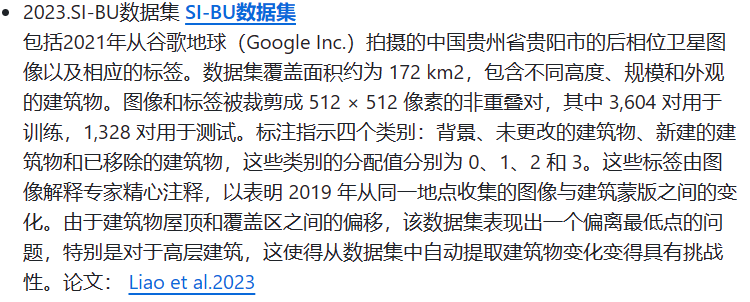 • 2023.SI-BU数据集 SI-BU数据集
包括2021年从谷歌地球（Google Inc.）拍摄的中国贵州省贵阳市的后相位卫星图
像以及相应的标签。数据集覆盖面积约为 172 km2，包含不同高度、规模和外观
的建筑物。图像和标签被裁剪成 512 × 512 像素的非重叠对，其中 3,604 对用于
训练，1,328 对用于测试。标注指示四个类别：背景、未更改的建筑物、新建的建
筑物和已移除的建筑物，这些类别的分配值分别为 0、1、2 和 3。这些标签由图
像解释专家精心注释，以表明 2019 年从同一地点收集的图像与建筑蒙版之间的变
化。由于建筑物屋顶和覆盖区之间的偏移，该数据集表现出一个偏离最低点的问
题，特别是对于高层建筑，这使得从数据集中自动提取建筑物变化变得具有挑战
性。论文： Liao et al.2023